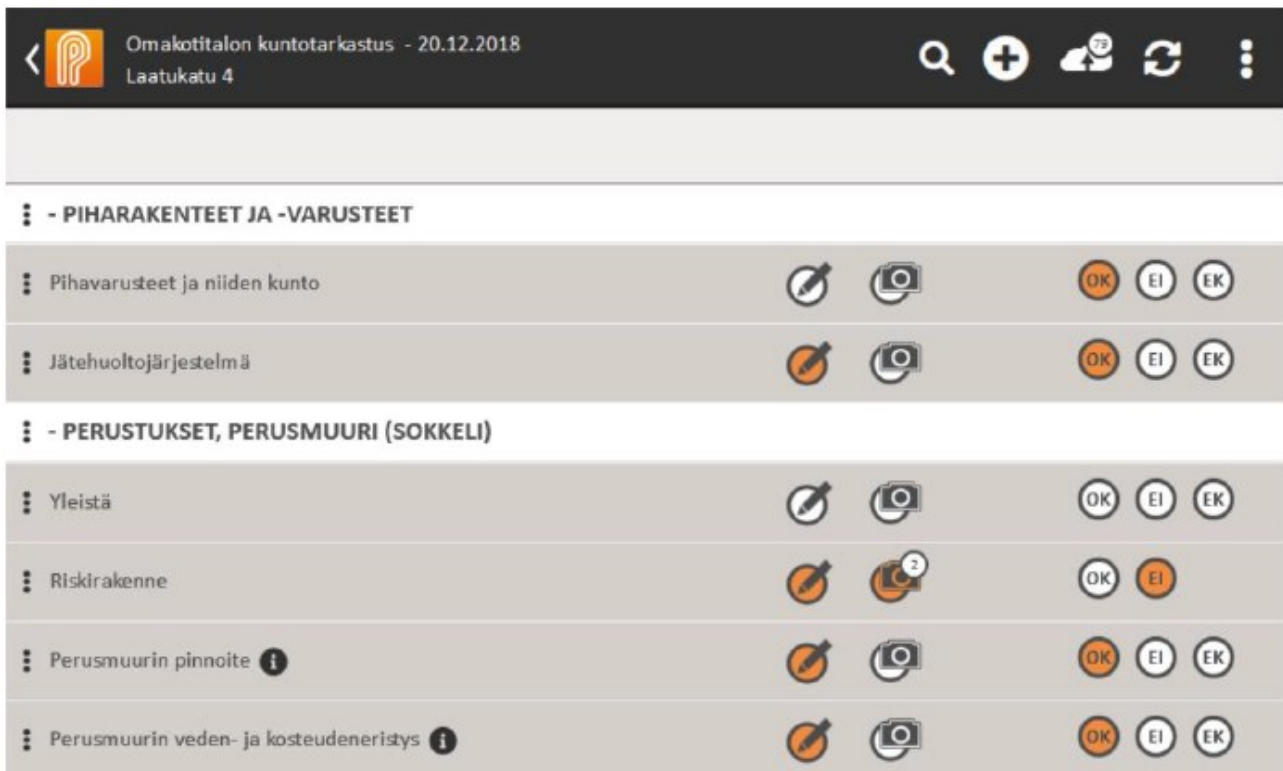 Omakotitalon kuntotarkastus - 20.12.2018
Laatukatu 4
79
- PIHARAKENTEET JA -VARUSTEET
Pihavarusteet ja niiden kunto OK EI EK
Jätehuoltojärjestelmä OK EI EK
- PERUSTUKSET, PERUSMUURI (SOKKELI)
Yleistä OK EI EK
Riskirakenne 2 OK EI
Perusmuurin pinnoite i OK EI EK
Perusmuurin veden- ja kosteudeneristys i OK EI EK